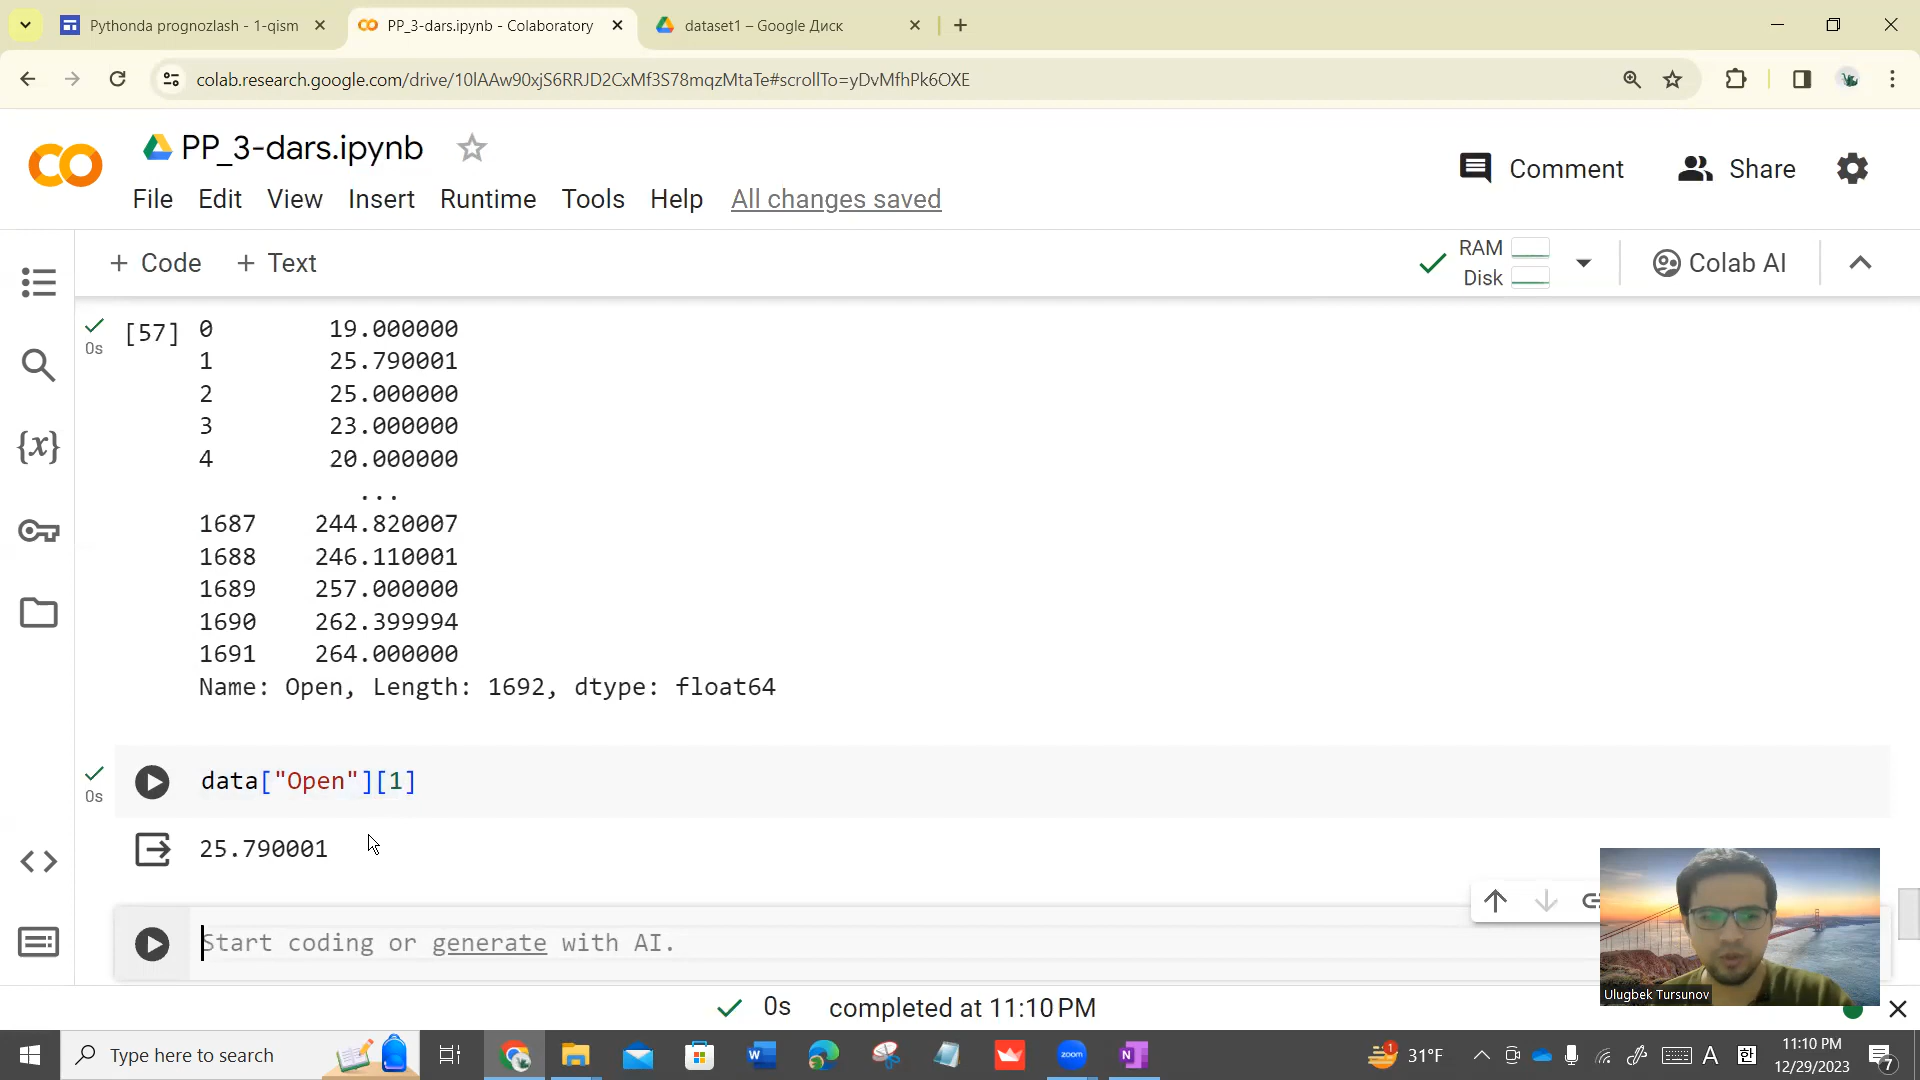 Pythonda prognozlash - 1-qism
PP_3-dars.ipynb - Colaboratory
dataset1 – Google Диск
colab.research.google.com/drive/10lAAw90xjS6RRJD2CxMf3S78mqzMtaTe#scrollTo=yDvMfhPk6OXE
PP_3-dars.ipynb
Comment
Share
File Edit View Insert Runtime Tools Help All changes saved
+ Code + Text
RAM
Disk
Colab AI
[57] 0 19.000000
0s
1 25.790001
2 25.000000
3 23.000000
4 20.000000
...
1687 244.820007
1688 246.110001
1689 257.000000
1690 262.399994
1691 264.000000
Name: Open, Length: 1692, dtype: float64
data["Open"][1]
0s
25.790001
Start coding or generate with AI.
Ulugbek Tursunov
0s completed at 11:10 PM
Type here to search
zoom
31°F
11:10 PM
12/29/2023
7